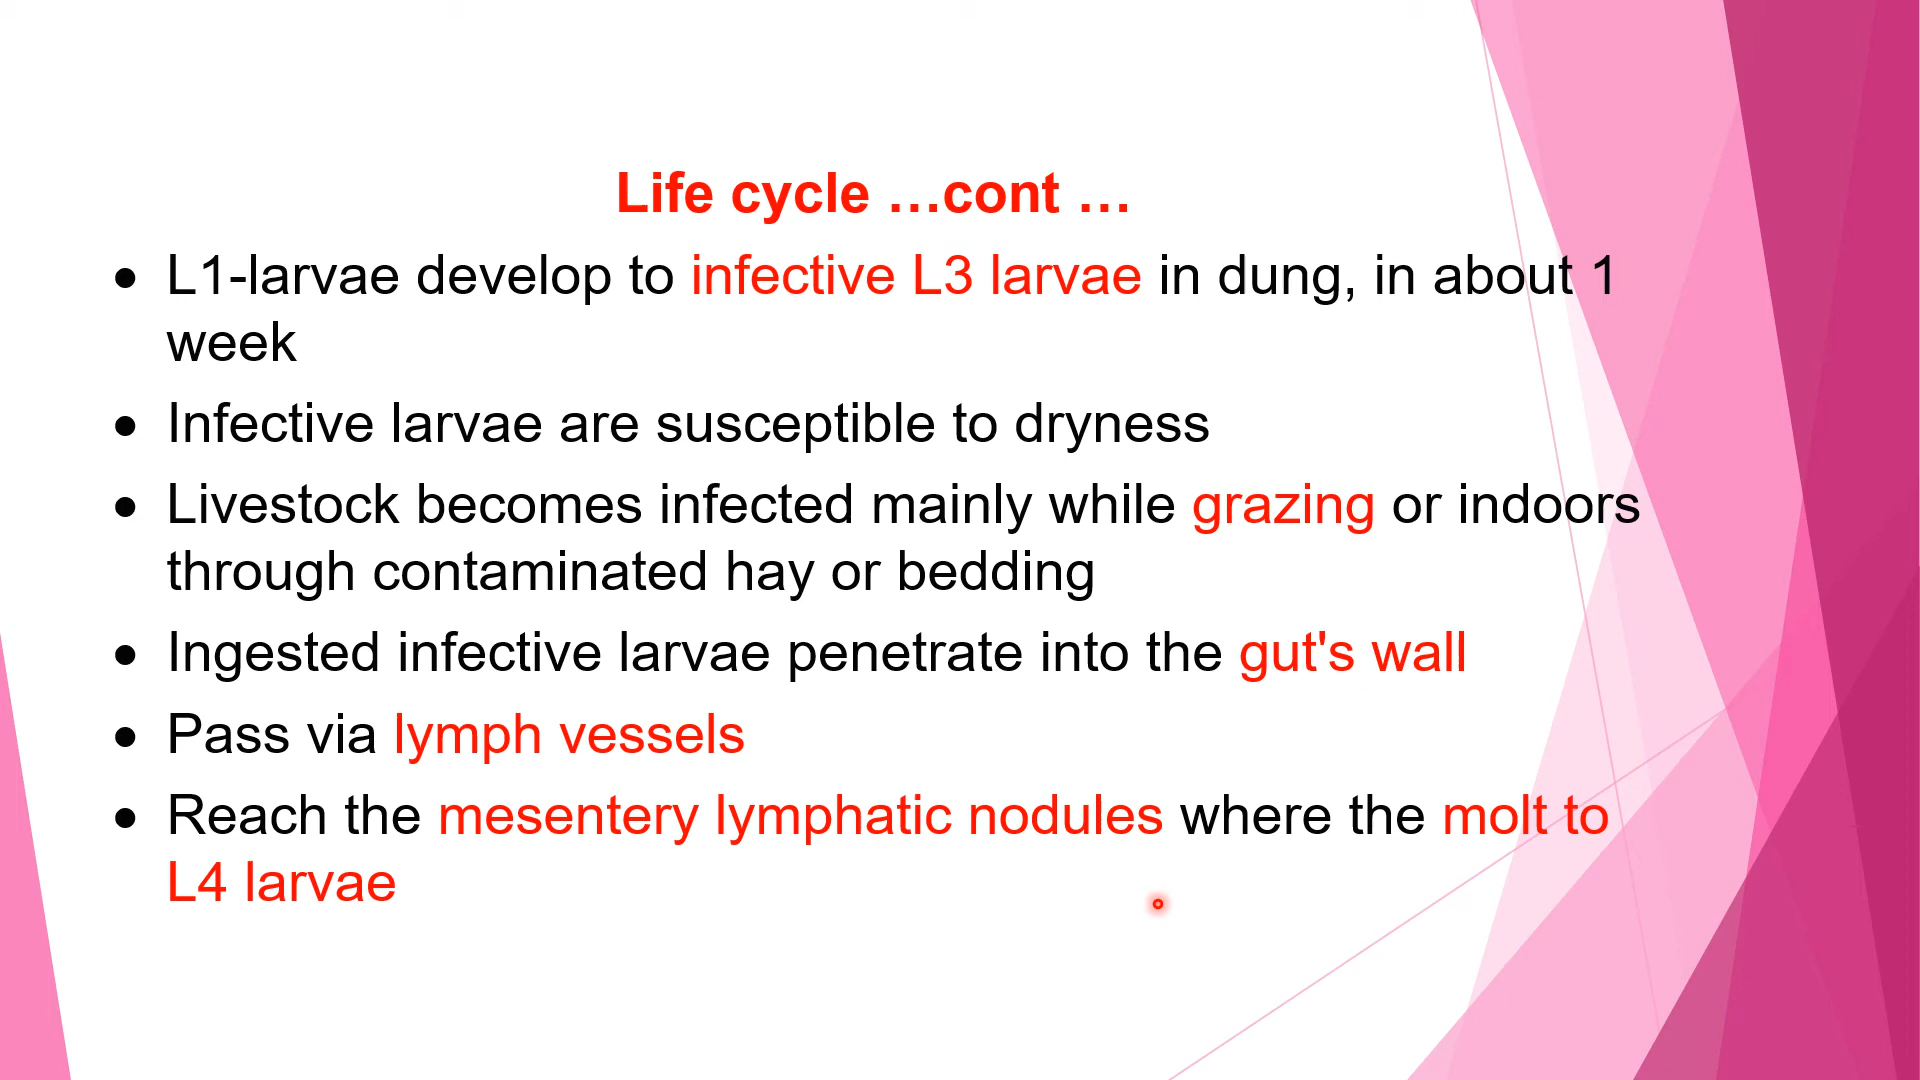 Life cycle …cont …
• L1-larvae develop to infective L3 larvae in dung, in about 1
week
• Infective larvae are susceptible to dryness
• Livestock becomes infected mainly while grazing or indoors
through contaminated hay or bedding
• Ingested infective larvae penetrate into the gut's wall
• Pass via lymph vessels
• Reach the mesentery lymphatic nodules where the molt to
L4 larvae